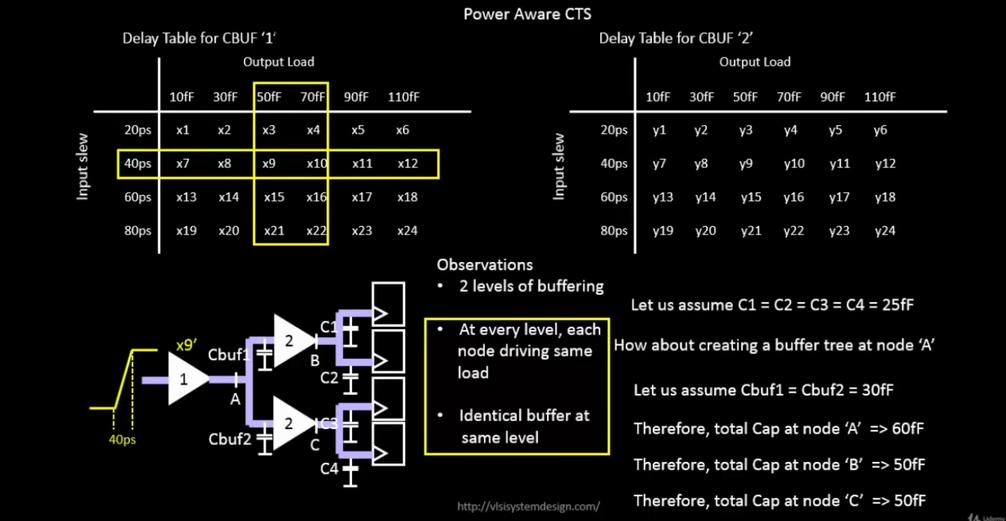 Power Aware CTS
Delay Table for CBUF '1'
Output Load
10fF 30fF 50fF 70fF 90fF 110fF
Input slew
20ps x1 x2 x3 x4 x5 x6
40ps x7 x8 x9 x10 x11 x12
60ps x13 x14 x15 x16 x17 x18
80ps x19 x20 x21 x22 x23 x24
Delay Table for CBUF '2'
Output Load
10fF 30fF 50fF 70fF 90fF 110fF
Input slew
20ps y1 y2 y3 y4 y5 y6
40ps y7 y8 y9 y10 y11 y12
60ps y13 y14 y15 y16 y17 y18
80ps y19 y20 y21 y22 y23 y24
x9'
40ps
1
A
Cbuf1
Cbuf2
2
B
2
C
C1
C2
C3
C4
Observations
• 2 levels of buffering
• At every level, each
node driving same
load
• Identical buffer at
same level
Let us assume C1 = C2 = C3 = C4 = 25fF
How about creating a buffer tree at node 'A'
Let us assume Cbuf1 = Cbuf2 = 30fF
Therefore, total Cap at node 'A' => 60fF
Therefore, total Cap at node 'B' => 50fF
Therefore, total Cap at node 'C' => 50fF
http://vlsisystemdesign.com/